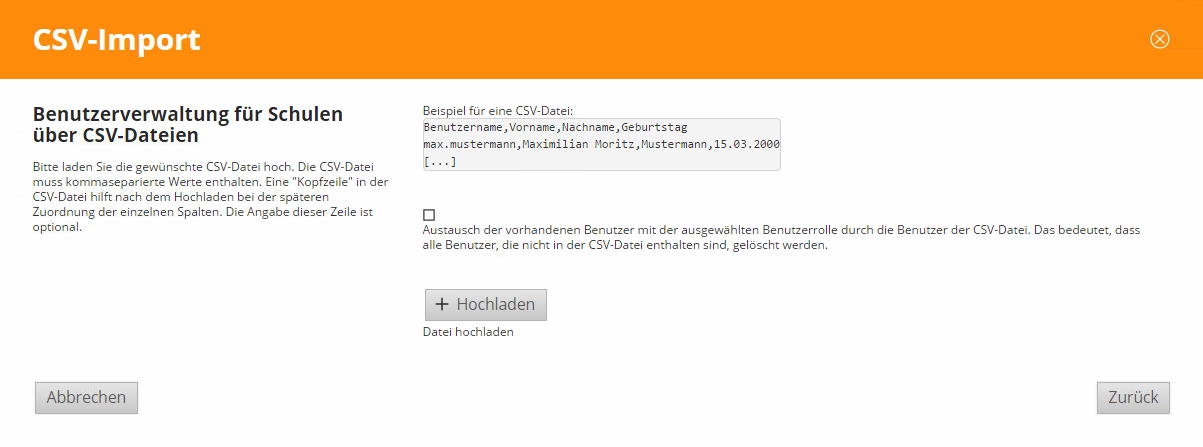 CSV-Import
Benutzerverwaltung für Schulen
über CSV-Dateien
Bitte laden Sie die gewünschte CSV-Datei hoch. Die CSV-Datei
muss kommaseparierte Werte enthalten. Eine "Kopfzeile" in der
CSV-Datei hilft nach dem Hochladen bei der späteren
Zuordnung der einzelnen Spalten. Die Angabe dieser Zeile ist
optional.
Beispiel für eine CSV-Datei:
Benutzername,Vorname,Nachname,Geburtstag
max.mustermann,Maximilian Moritz,Mustermann,15.03.2000
[...]
Austausch der vorhandenen Benutzer mit der ausgewählten Benutzerrolle durch die Benutzer der CSV-Datei. Das bedeutet, dass
alle Benutzer, die nicht in der CSV-Datei enthalten sind, gelöscht werden.
+ Hochladen
Datei hochladen
Abbrechen
Zurück